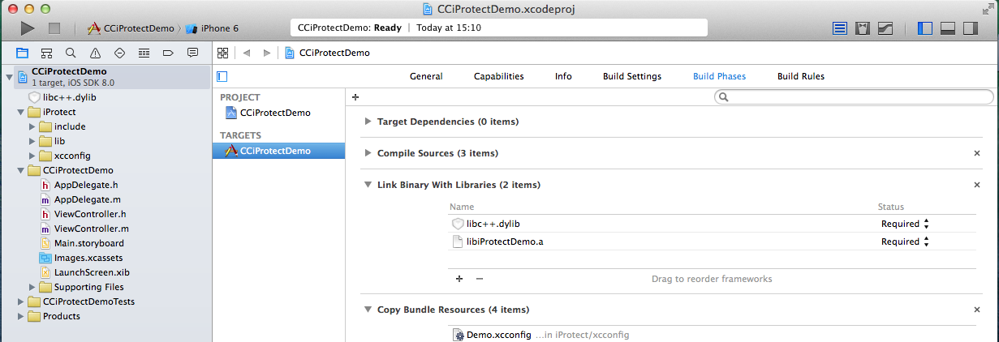 CCiProtectDemo.xcodeproj
CCiProtectDemo iPhone 6
CCiProtectDemo: Ready | Today at 15:10
CCiProtectDemo
1 target, iOS SDK 8.0
libc++.dylib
iProtect
include
lib
xcconfig
CCiProtectDemo
AppDelegate.h
AppDelegate.m
ViewController.h
ViewController.m
Main.storyboard
Images.xcassets
LaunchScreen.xib
Supporting Files
CCiProtectDemoTests
Products
CCiProtectDemo
General Capabilities Info Build Settings Build Phases Build Rules
PROJECT
CCiProtectDemo
TARGETS
CCiProtectDemo
Target Dependencies (0 items)
Compile Sources (3 items)
Link Binary With Libraries (2 items)
Name Status
libc++.dylib Required
libiProtectDemo.a Required
Drag to reorder frameworks
Copy Bundle Resources (4 items)
Demo.xcconfig ...in iProtect/xcconfig